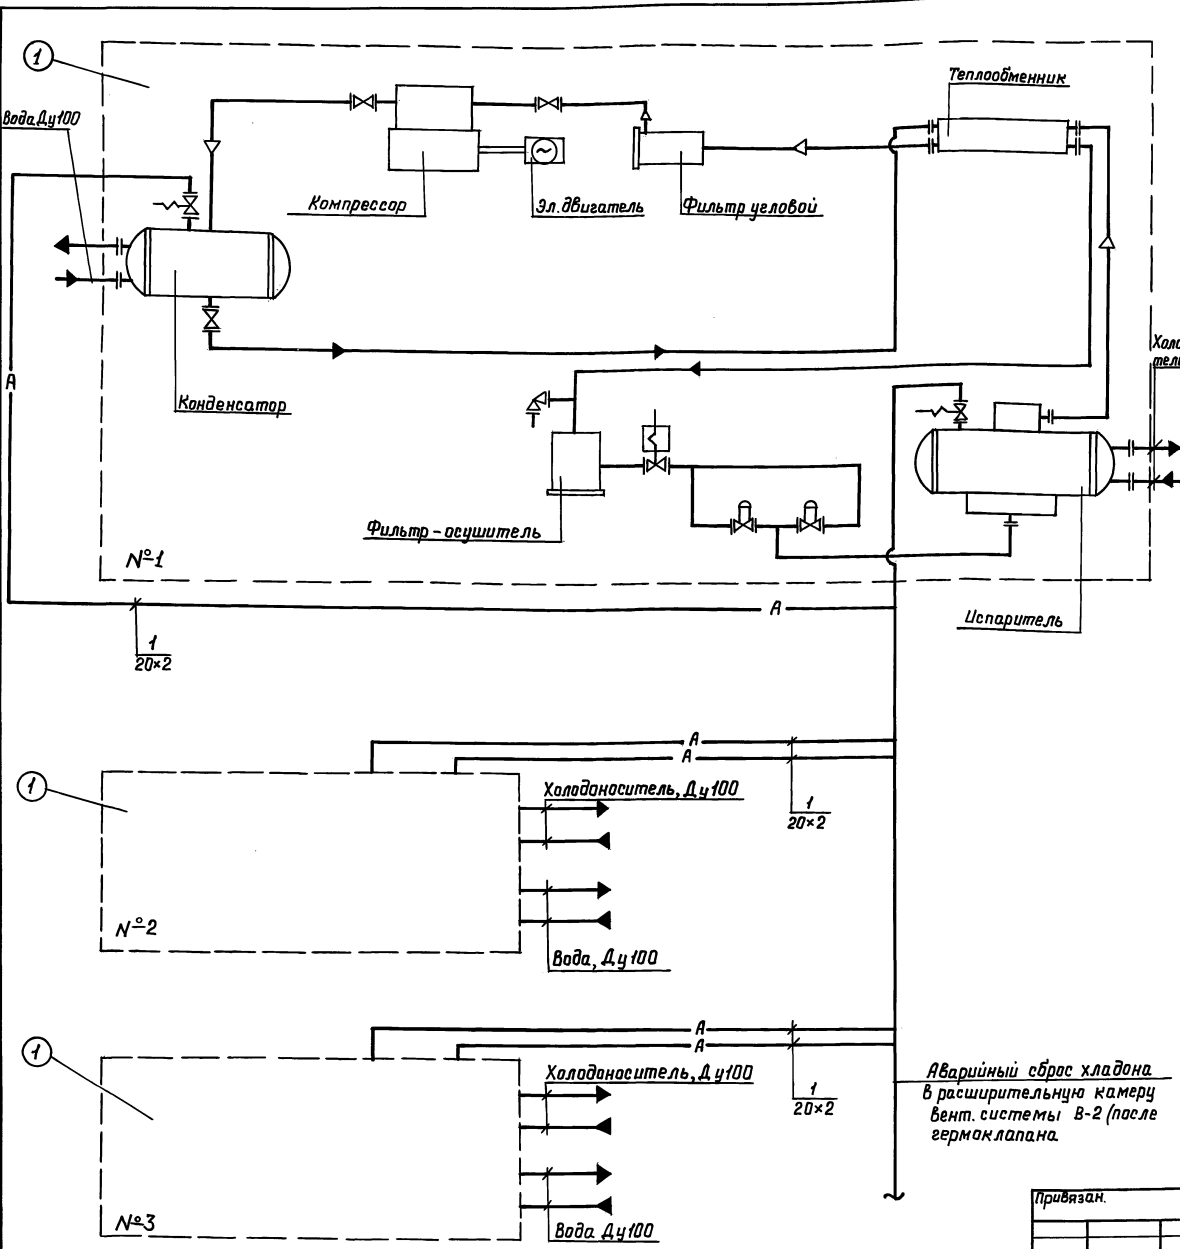 1
Теплообменник
Вода Ду100
Компрессор
Эл. двигатель
Фильтр угловой
А
Конденсатор
Фильтр-осушитель
№1
Испаритель
А
1
20×2
А
А
1
Холодоноситель, Ду100
1
20×2
№2
Вода, Ду100
А
А
1
Холодоноситель, Ду100
1
20×2
Аварийный сброс хладона
в расширительную камеру
вент. системы В-2 (после
гермоклапана
№3
Вода Ду100
Привязан.